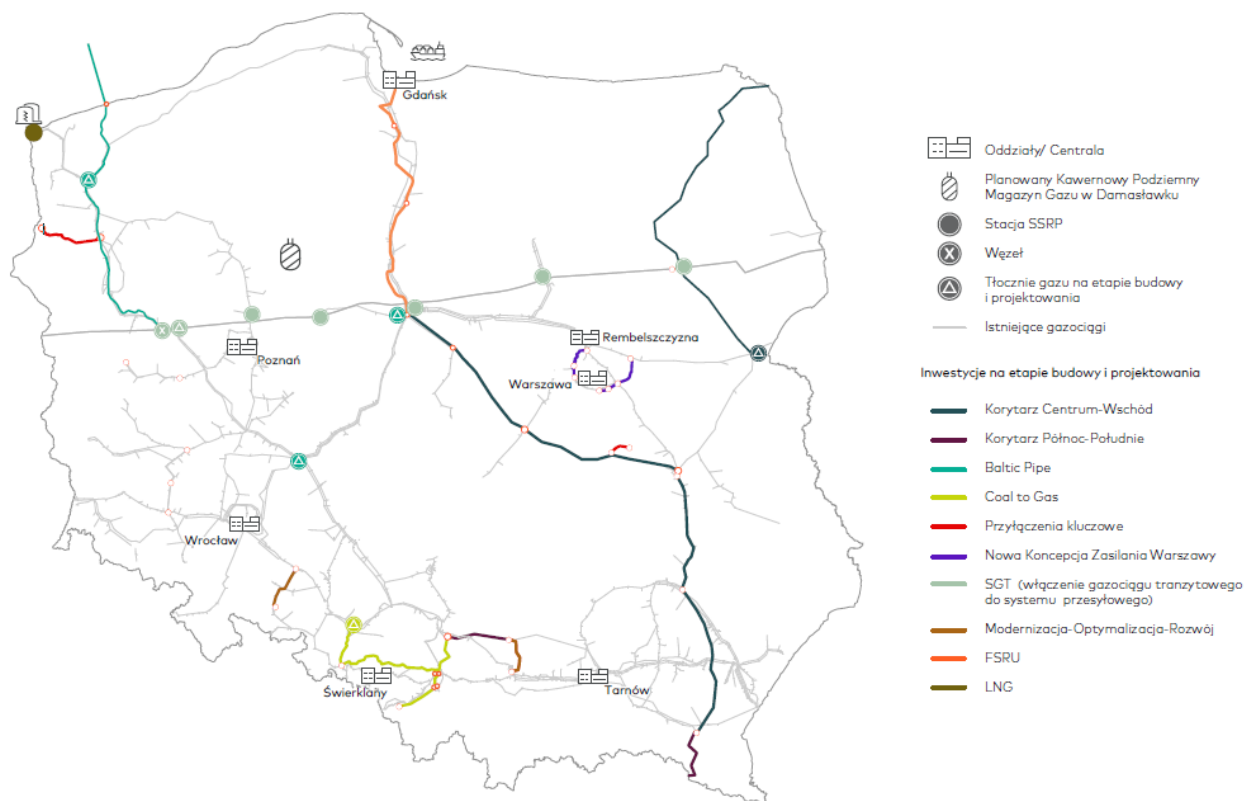 Gdańsk
Rembelszczyzna
Poznań
Warszawa
Wrocław
Świerklany
Tarnów
Oddziały/ Centrala
Planowany Kawernowy Podziemny
Magazyn Gazu w Damasławku
Stacja SSRP
X
Węzeł
Tłocznie gazu na etapie budowy
i projektowania
Istniejące gazociągi
Inwestycje na etapie budowy i projektowania
Korytarz Centrum-Wschód
Korytarz Północ-Południe
Baltic Pipe
Coal to Gas
Przyłączenia kluczowe
Nowa Koncepcja Zasilania Warszawy
SGT (włączenie gazociągu tranzytowego
do systemu przesyłowego)
Modernizacja-Optymalizacja-Rozwój
FSRU
LNG